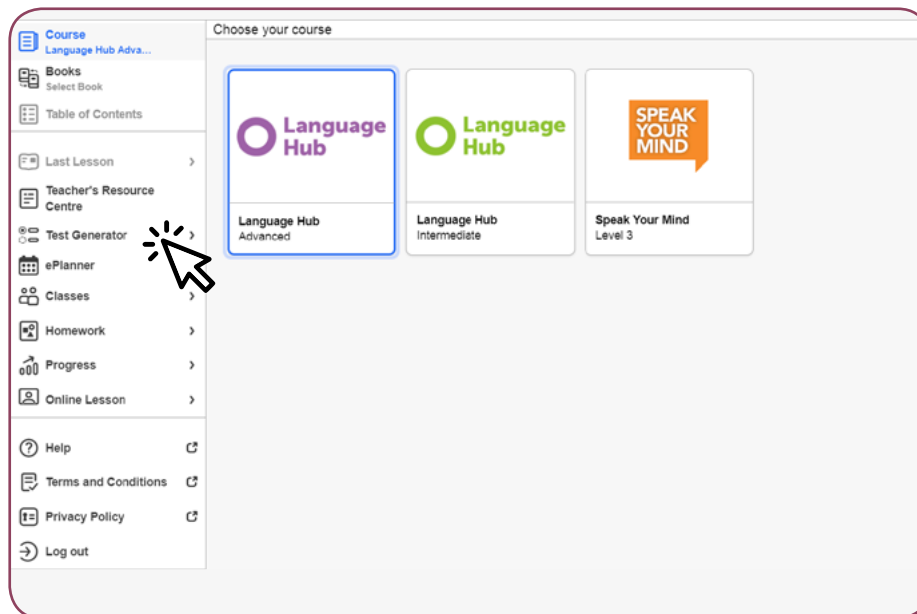 Course
Language Hub Adva...
Books
Select Book
Table of Contents
Last Lesson
Teacher's Resource
Centre
Test Generator
ePlanner
Classes
Homework
Progress
Online Lesson
Help
Terms and Conditions
Privacy Policy
Log out
Choose your course
Language
Hub
Language Hub
Advanced
Language
Hub
Language Hub
Intermediate
SPEAK
YOUR
MIND
Speak Your Mind
Level 3